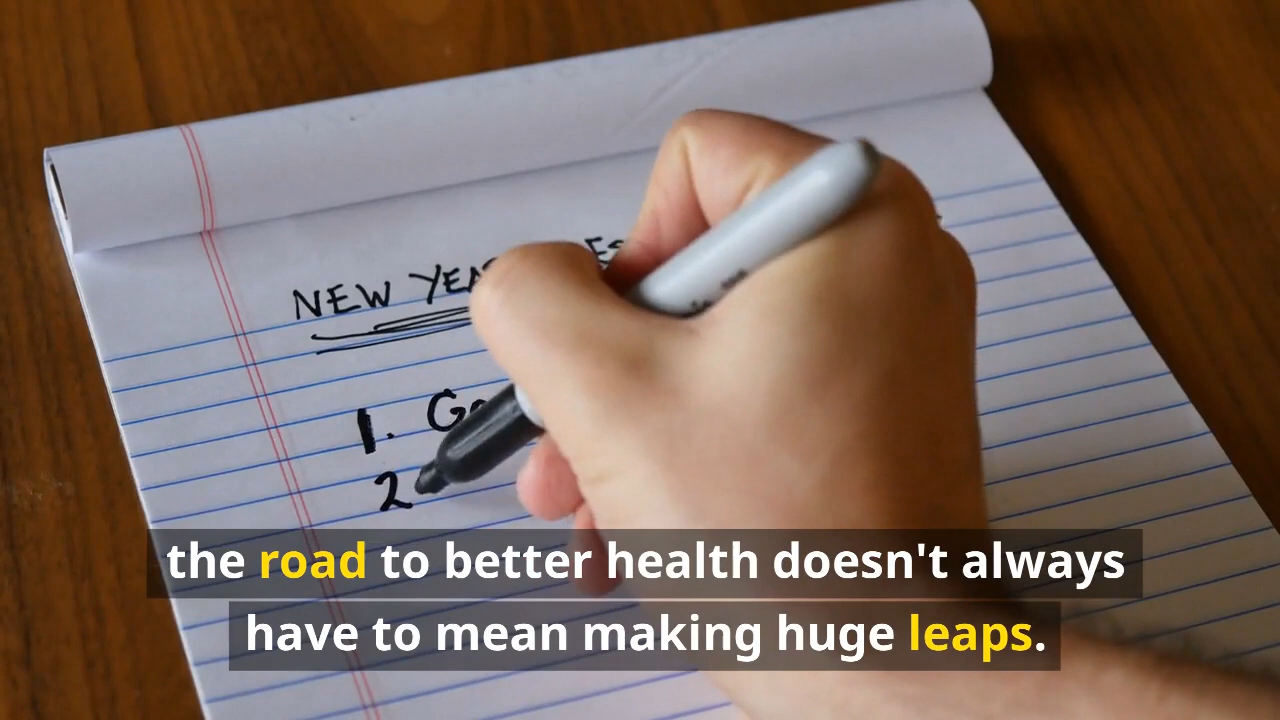 NEW
1.
2
the road to better health doesn't always
have to mean making huge leaps.